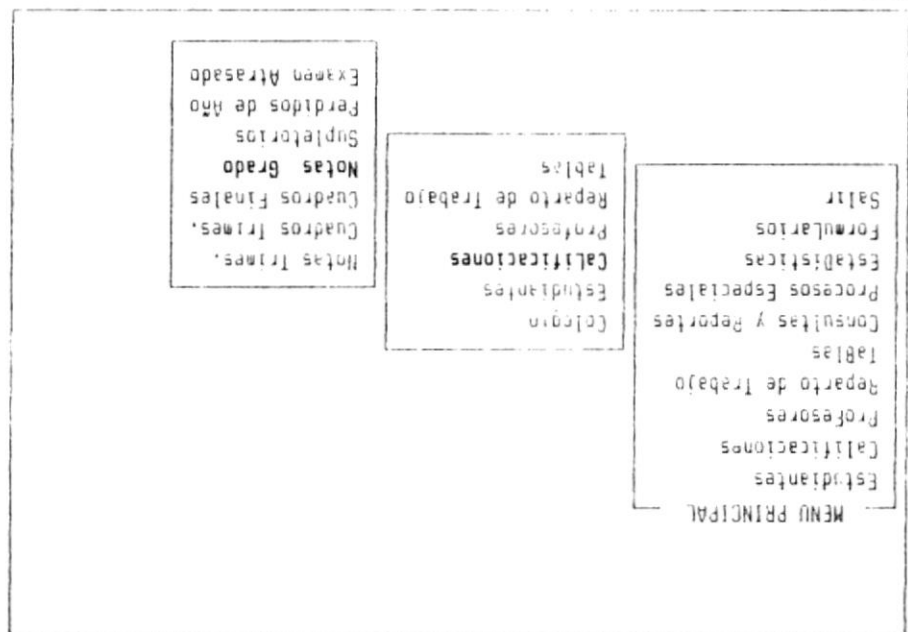 MENU PRINCIPAL
Estudiantes
Calificaciones
ProFesores
Reparto de Trabajo
TaBlas
Consultas y Reportes
Procesos Especiales
EstaDisticas
ForMuLarios
Salir
Colegio
Estudiantes
CaLificaciones
Profesores
Reparto de Trabajo
Tablas
Notas Trimes.
Cuadros Trimes.
Cuadros Finales
Notas Grado
Supletorios
Perdidos de Año
Examen Atrasado